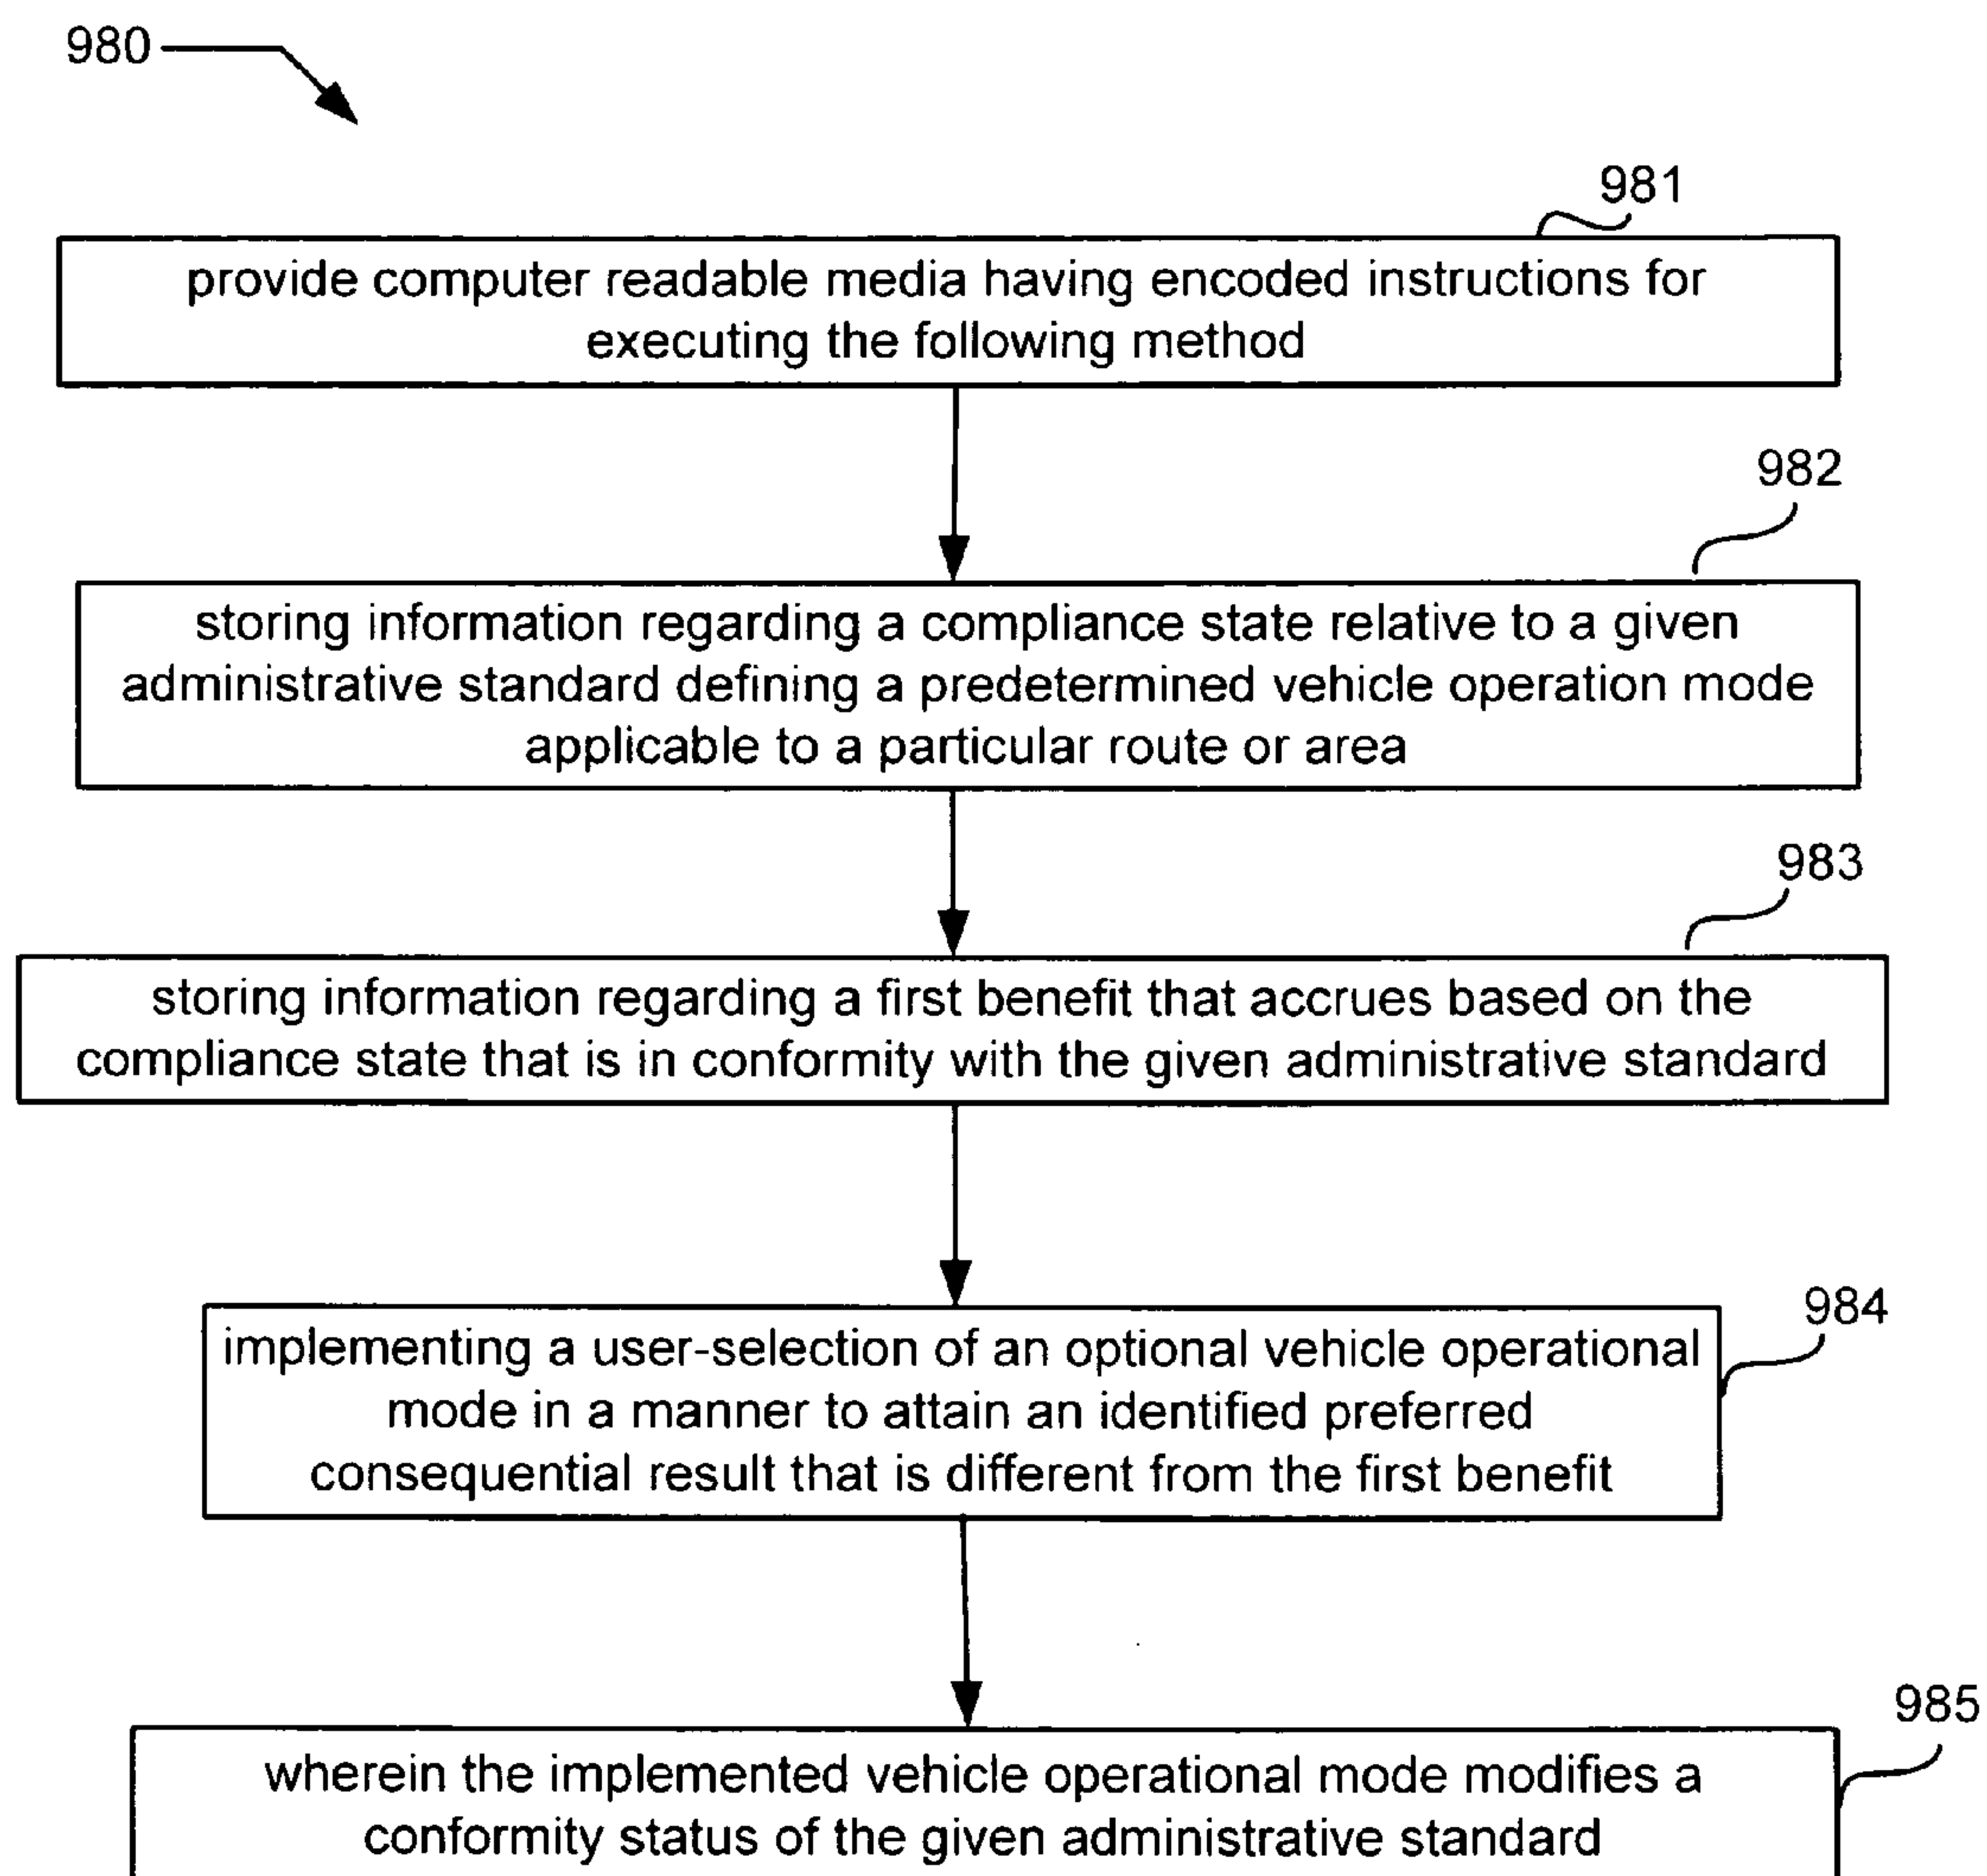 980
981
provide computer readable media having encoded instructions for
executing the following method
982
storing information regarding a compliance state relative to a given
administrative standard defining a predetermined vehicle operation mode
applicable to a particular route or area
983
storing information regarding a first benefit that accrues based on the
compliance state that is in conformity with the given administrative standard
984
implementing a user-selection of an optional vehicle operational
mode in a manner to attain an identified preferred
consequential result that is different from the first benefit
985
wherein the implemented vehicle operational mode modifies a
conformity status of the given administrative standard